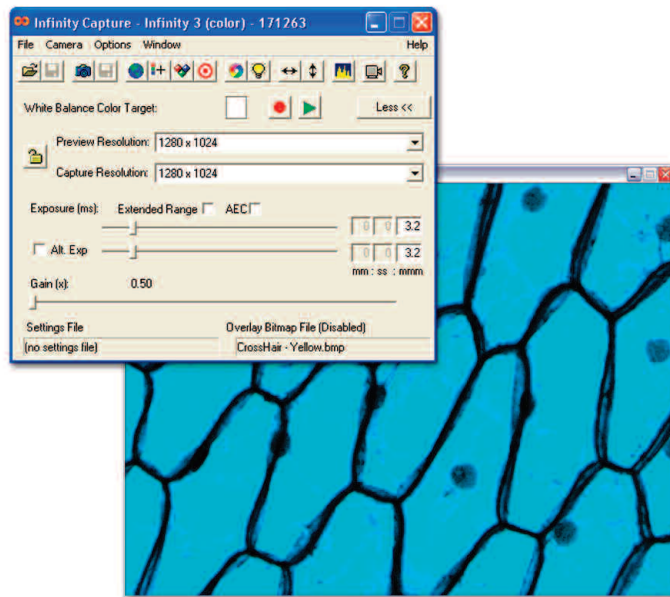 Infinity Capture - Infinity 3 (color) - 171263
File Camera Options Window Help
White Balance Color Target: Less <<
Preview Resolution: 1280 x 1024
Capture Resolution: 1280 x 1024
Exposure (ms): Extended Range AEC
0 0 3.2
Alt. Exp 0 0 3.2
mm : ss : mmm
Gain (x): 0.50
Settings File Overlay Bitmap File (Disabled)
(no settings file) CrossHair - Yellow.bmp